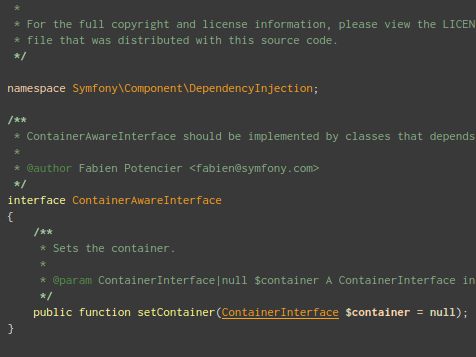 *
* For the full copyright and license information, please view the LICEN
* file that was distributed with this source code.
*/
namespace Symfony\Component\DependencyInjection;
/**
* ContainerAwareInterface should be implemented by classes that depends
*
* @author Fabien Potencier <fabien@symfony.com>
*/
interface ContainerAwareInterface
{
/**
* Sets the container.
*
* @param ContainerInterface|null $container A ContainerInterface in
*/
public function setContainer(ContainerInterface $container = null);
}